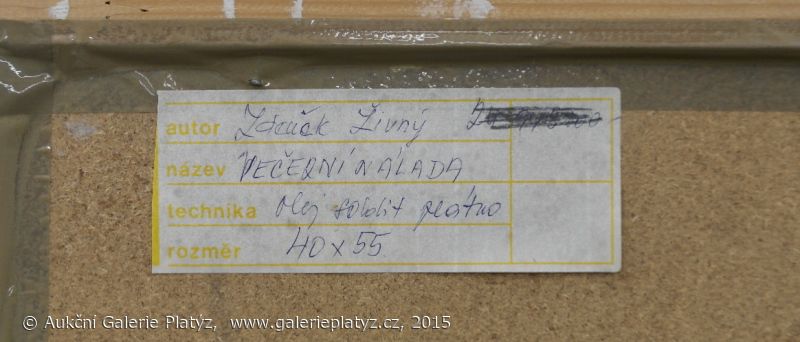 autor Zdeněk Živný
název VEČERNÍ NÁLADA
technika olej sololit plátno
rozměr 40 x 55
© Aukční Galerie Platýz, www.galerieplatyz.cz, 2015